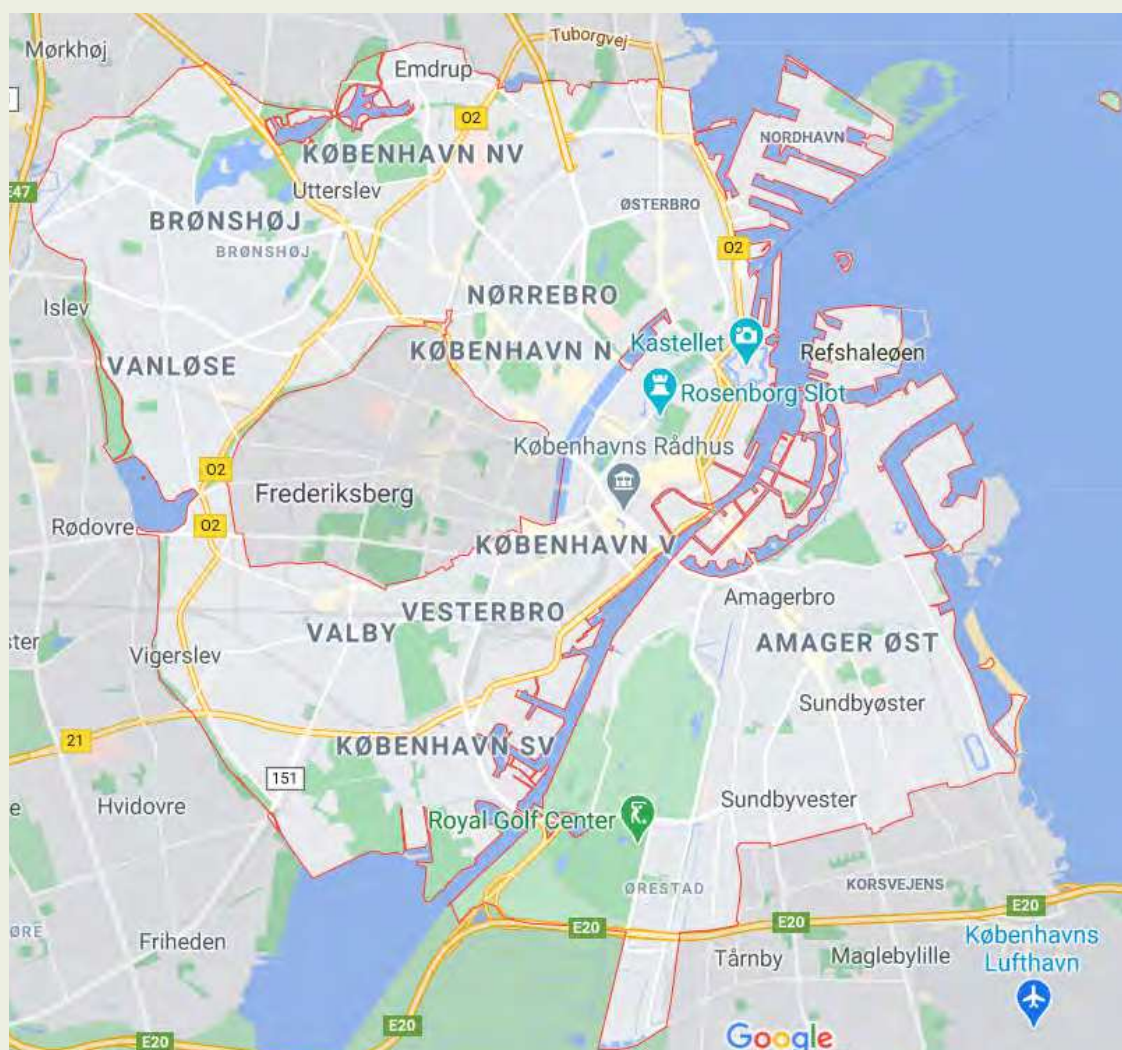 Mørkhøj
Tuborgvej
Emdrup
O2
NORDHAVN
KØBENHAVN NV
E47
Utterslev
ØSTERBRO
BRØNSHØJ
BRØNSHØJ
O2
Islev
NØRREBRO
KØBENHAVN N
Kastellet
Refshaleøen
VANLØSE
Rosenborg Slot
Københavns Rådhus
O2
Frederiksberg
Rødovre
O2
KØBENHAVN V
VESTERBRO
Amagerbro
VALBY
ster
Vigerslev
AMAGER ØST
Sundbyøster
21
KØBENHAVN SV
151
Hvidovre
e
Sundbyvester
Royal Golf Center
ØRESTAD
KORSVEJENS
E20
E20
E20
ØRE
Friheden
Tårnby
Maglebylille
Københavns
Lufthavn
E20
E20
Google